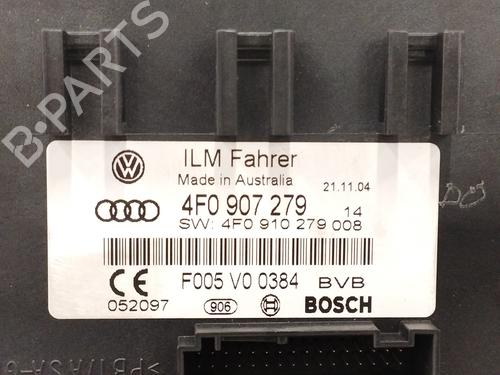 B-PARTS
ILM Fahrer
Made in Australia
21.11.04
4F0 907 279 14
SW: 4F0 910 279 008
F005 V0 0384 BVB
CE
052097
906
BOSCH